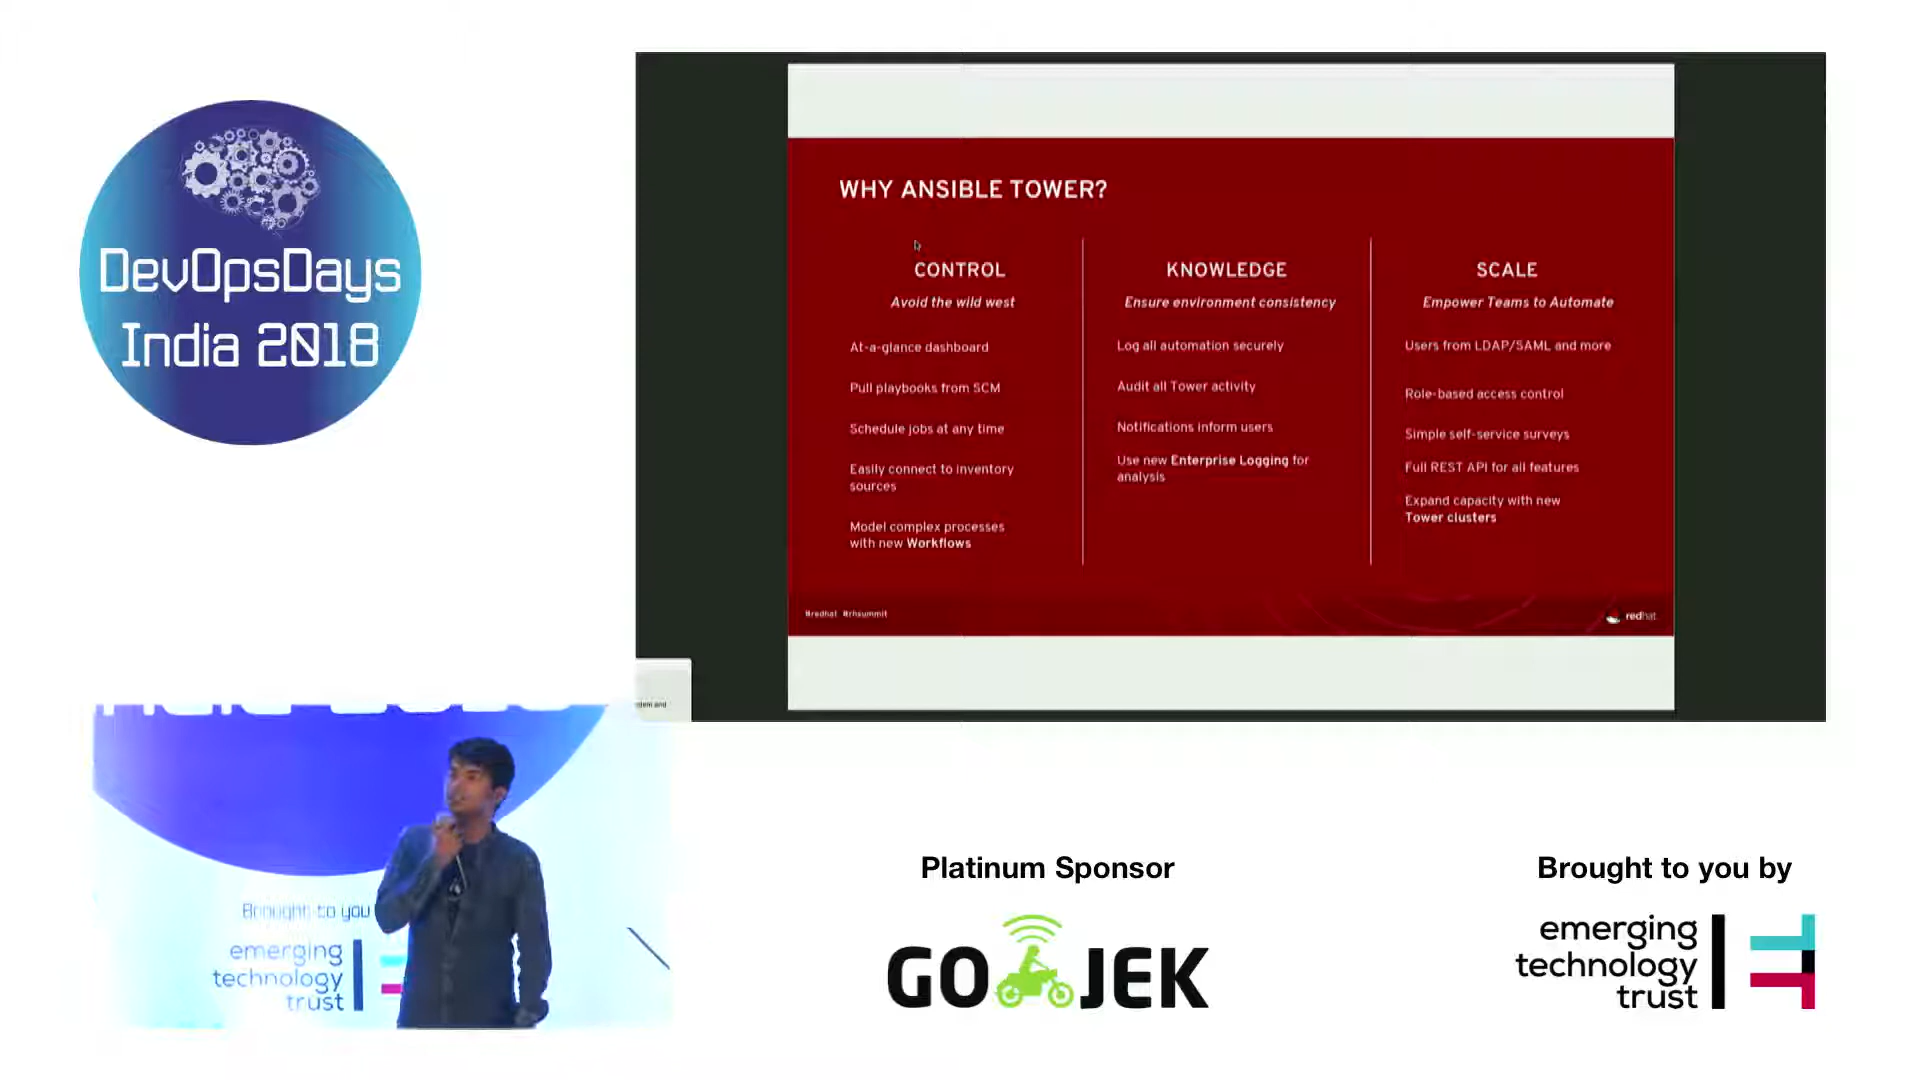 DevOpsDays
India 2018
WHY ANSIBLE TOWER?
CONTROL
Avoid the wild west
At-a-glance dashboard
Pull playbooks from SCM
Schedule jobs at any time
Easily connect to inventory
sources
Model complex processes
with new Workflows
KNOWLEDGE
Ensure environment consistency
Log all automation securely
Audit all Tower activity
Notifications inform users
Use new Enterprise Logging for
analysis
SCALE
Empower Teams to Automate
Users from LDAP/SAML and more
Role-based access control
Simple self-service surveys
Full REST API for all features
Expand capacity with new
Tower clusters
#redhat #rhsummit
redhat
and
Brought to you
emerging
technology
trust
Platinum Sponsor
GO JEK
Brought to you by
emerging
technology
trust